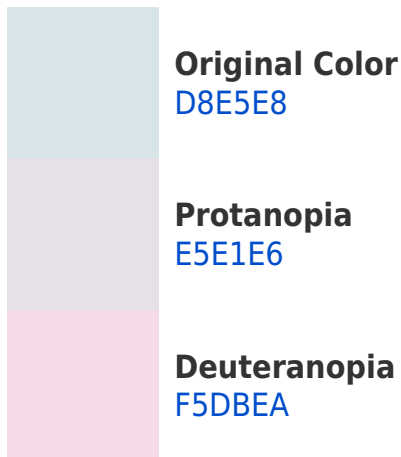 Original Color
D8E5E8
Protanopia
E5E1E6
Deuteranopia
F5DBEA